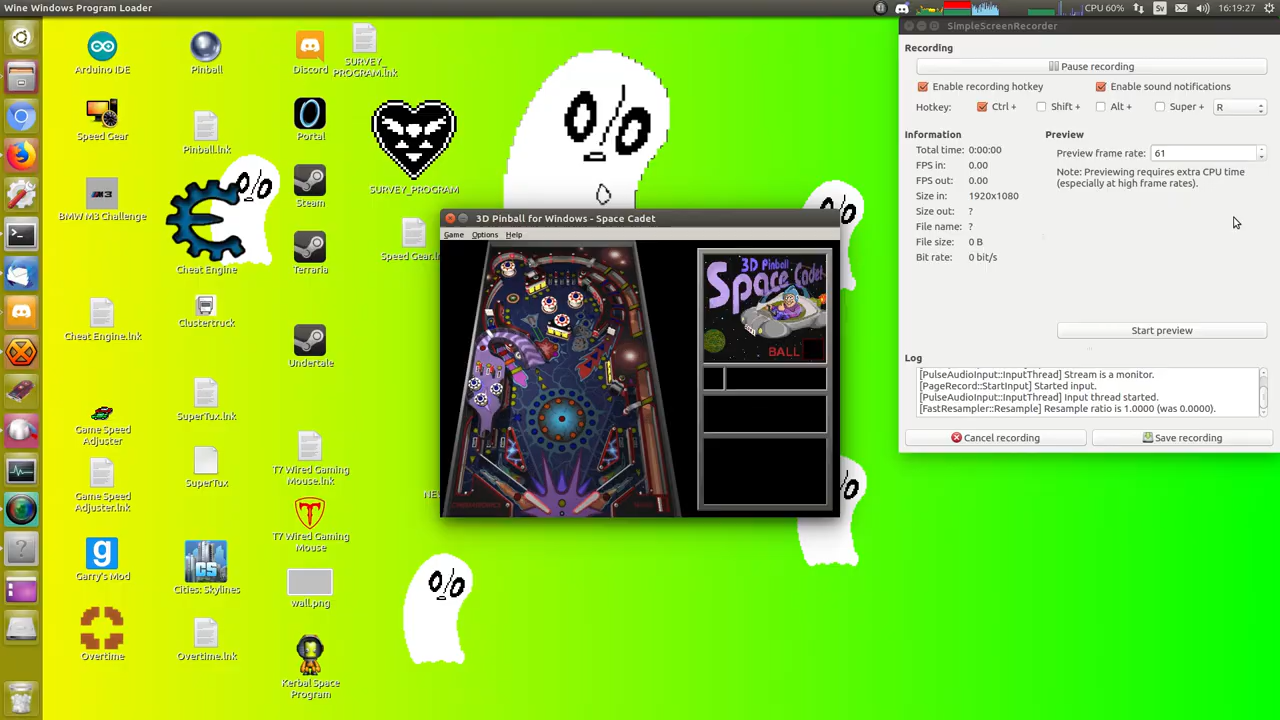 Wine Windows Program Loader
CPU 60%
Sv
16:19:27
Arduino IDE
Pinball
Discord
SURVEY_
PROGRAM.lnk
Speed Gear
Pinball.lnk
Portal
SURVEY_PROGRAM
BMW M3 Challenge
Cheat Engine
Steam
Speed Gear.ln
Terraria
Cheat Engine.lnk
Clustertruck
Undertale
SuperTux.lnk
Game Speed
Adjuster
SuperTux
T7 Wired Gaming
Mouse.lnk
NES
Game Speed
Adjuster.lnk
T7 Wired Gaming
Mouse
Garry's Mod
Cities: Skylines
wall.png
Overtime
Overtime.lnk
Kerbal Space
Program
3D Pinball for Windows - Space Cadet
Game Options Help
3D Pinball
Space Cadet
BALL
SimpleScreenRecorder
Recording
Pause recording
Enable recording hotkey
Enable sound notifications
Hotkey: Ctrl + Shift + Alt + Super + R
Information
Total time: 0:00:00
FPS in: 0.00
FPS out: 0.00
Size in: 1920x1080
Size out: ?
File name: ?
File size: 0 B
Bit rate: 0 bit/s
Preview
Preview frame rate: 61
Note: Previewing requires extra CPU time
(especially at high frame rates).
Start preview
Log
[PulseAudioInput::InputThread] Stream is a monitor.
[PageRecord::StartInput] Started input.
[PulseAudioInput::InputThread] Input thread started.
[FastResampler::Resample] Resample ratio is 1.0000 (was 0.0000).
Cancel recording
Save recording